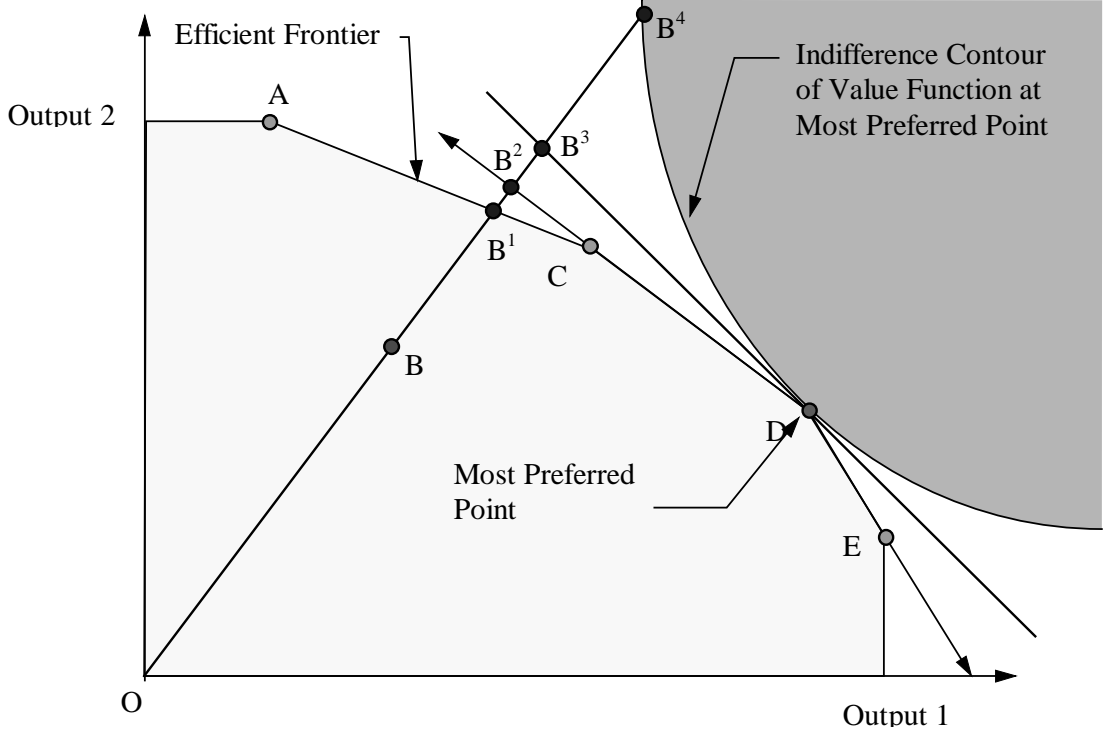 B⁴
Efficient Frontier
Indifference Contour
of Value Function at
Most Preferred Point
A
Output 2
B²
B³
B¹
C
B
D
Most Preferred
Point
E
O
Output 1